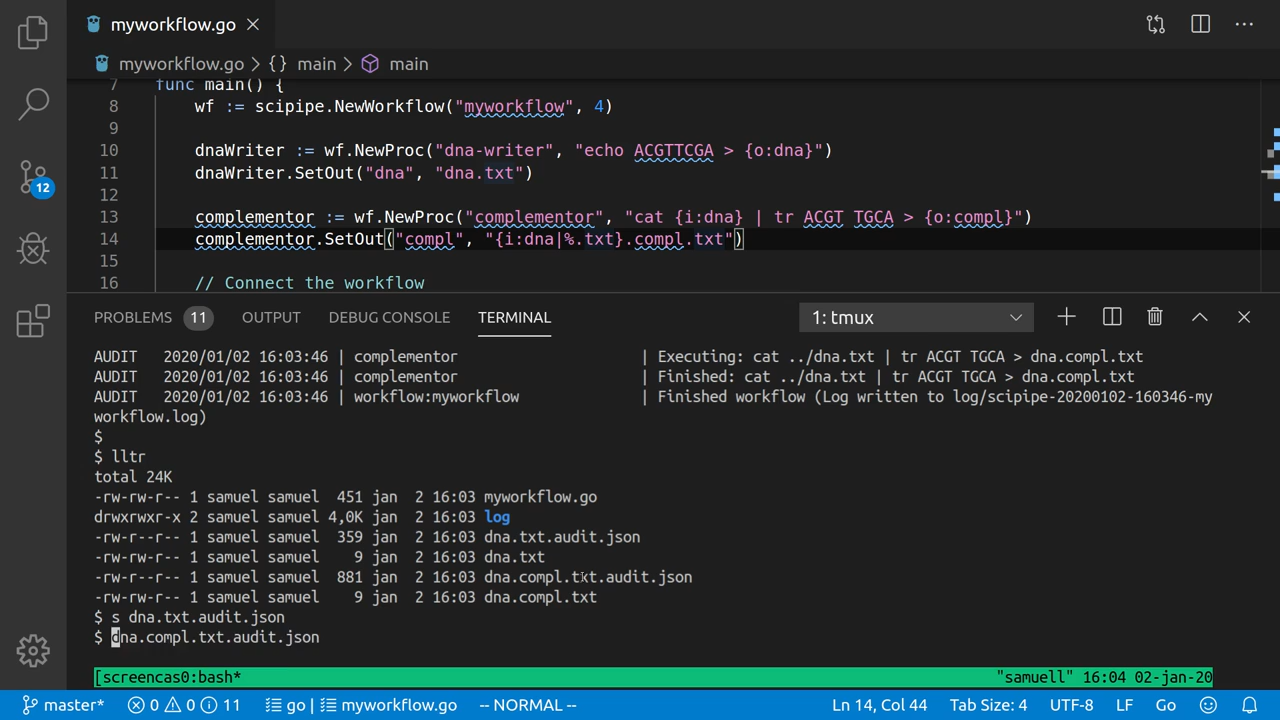 myworkflow.go
myworkflow.go > {} main > main
7 func main() {
8 wf := scipipe.NewWorkflow("myworkflow", 4)
9
10 dnaWriter := wf.NewProc("dna-writer", "echo ACGTTCGA > {o:dna}")
11 dnaWriter.SetOut("dna", "dna.txt")
12
13 complementor := wf.NewProc("complementor", "cat {i:dna} | tr ACGT TGCA > {o:compl}")
14 complementor.SetOut("compl", "{i:dna|%.txt}.compl.txt")
15
16 // Connect the workflow
12
PROBLEMS 11 OUTPUT DEBUG CONSOLE TERMINAL 1: tmux
AUDIT 2020/01/02 16:03:46 | complementor | Executing: cat ../dna.txt | tr ACGT TGCA > dna.compl.txt
AUDIT 2020/01/02 16:03:46 | complementor | Finished: cat ../dna.txt | tr ACGT TGCA > dna.compl.txt
AUDIT 2020/01/02 16:03:46 | workflow:myworkflow | Finished workflow (Log written to log/scipipe-20200102-160346-my
workflow.log)
$
$ lltr
total 24K
-rw-rw-r-- 1 samuel samuel 451 jan 2 16:03 myworkflow.go
drwxrwxr-x 2 samuel samuel 4,0K jan 2 16:03 log
-rw-r--r-- 1 samuel samuel 359 jan 2 16:03 dna.txt.audit.json
-rw-rw-r-- 1 samuel samuel 9 jan 2 16:03 dna.txt
-rw-r--r-- 1 samuel samuel 881 jan 2 16:03 dna.compl.txt.audit.json
-rw-rw-r-- 1 samuel samuel 9 jan 2 16:03 dna.compl.txt
$ s dna.txt.audit.json
$ dna.compl.txt.audit.json
[screencas0:bash* "samuell" 16:04 02-jan-20
master* 0 0 11 go | myworkflow.go -- NORMAL -- Ln 14, Col 44 Tab Size: 4 UTF-8 LF Go